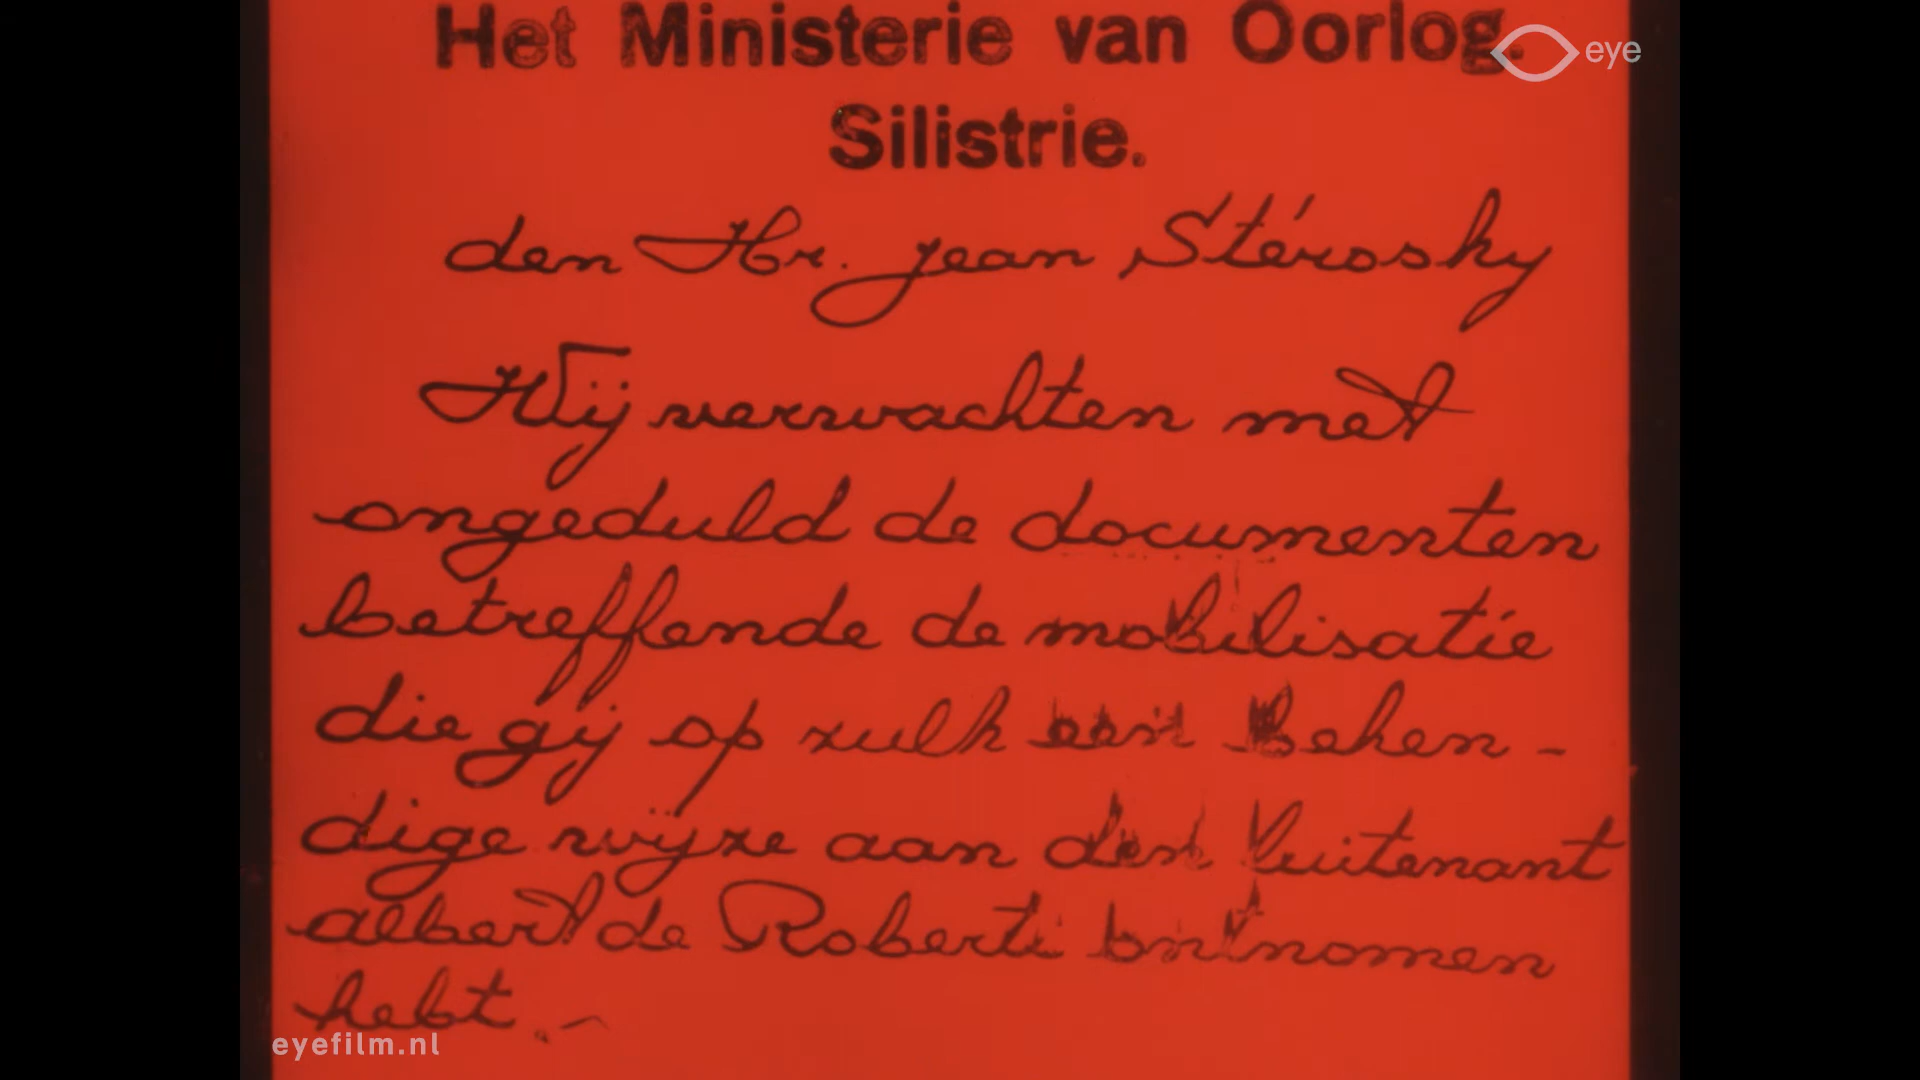 Het Ministerie van Oorlog.
eye
Silistrie.
den Hr. jean Stérosky
Wij verwachten met
ongeduld de documenten
betreffende de mobilisatie
die gij op zulk een beken-
dige wijze aan den luitenant
albert de Roberti ontnomen
hebt.-
eyefilm.nl